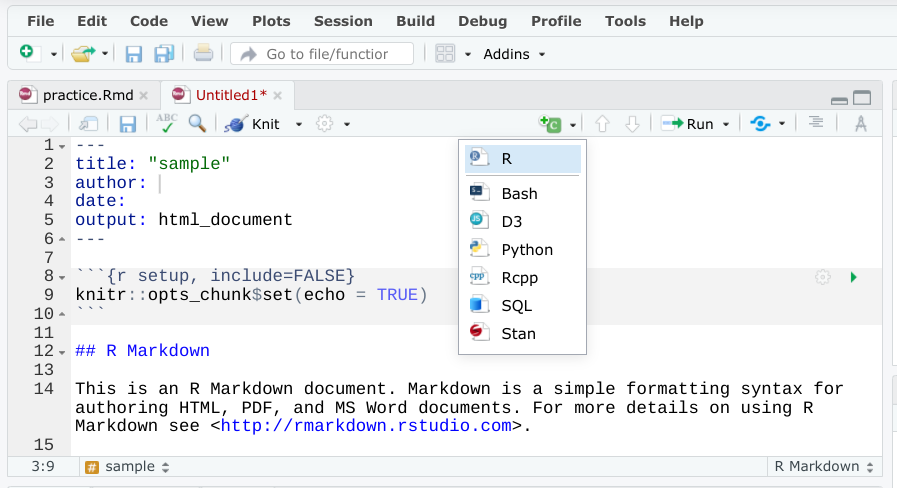 File Edit Code View Plots Session Build Debug Profile Tools Help
Go to file/functior Addins
practice.Rmd Untitled1*
ABC Knit C Run
1 ---
2 title: "sample"
3 author:
4 date:
5 output: html_document
6 ---
7
8 ```{r setup, include=FALSE}
9 knitr::opts_chunk$set(echo = TRUE)
10 ```
11
12 ## R Markdown
13
14 This is an R Markdown document. Markdown is a simple formatting syntax for
authoring HTML, PDF, and MS Word documents. For more details on using R
Markdown see <http://rmarkdown.rstudio.com>.
15
R
Bash
D3
Python
Rcpp
SQL
Stan
3:9 # sample R Markdown